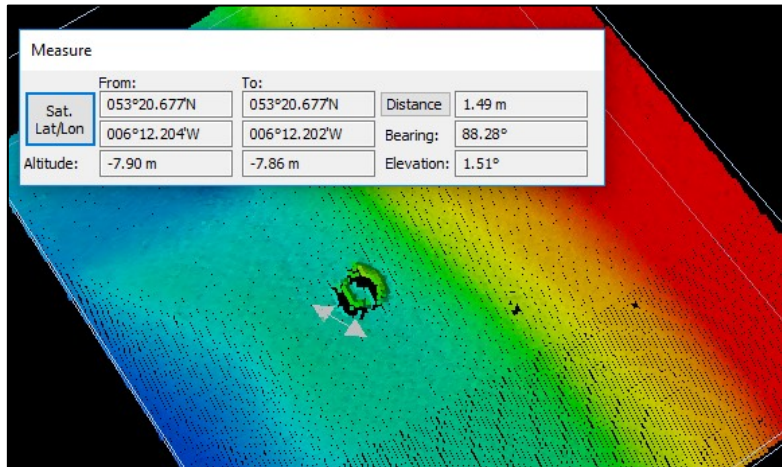 Measure
From: To:
Sat. Lat/Lon 053°20.677'N 053°20.677'N Distance 1.49 m
006°12.204'W 006°12.202'W Bearing: 88.28°
Altitude: -7.90 m -7.86 m Elevation: 1.51°